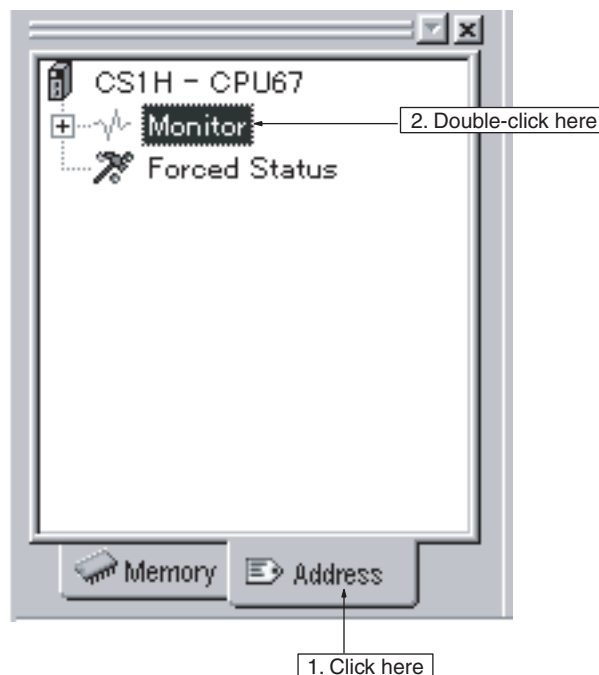 CS1H - CPU67
Monitor
2. Double-click here
Forced Status
Memory
Address
1. Click here